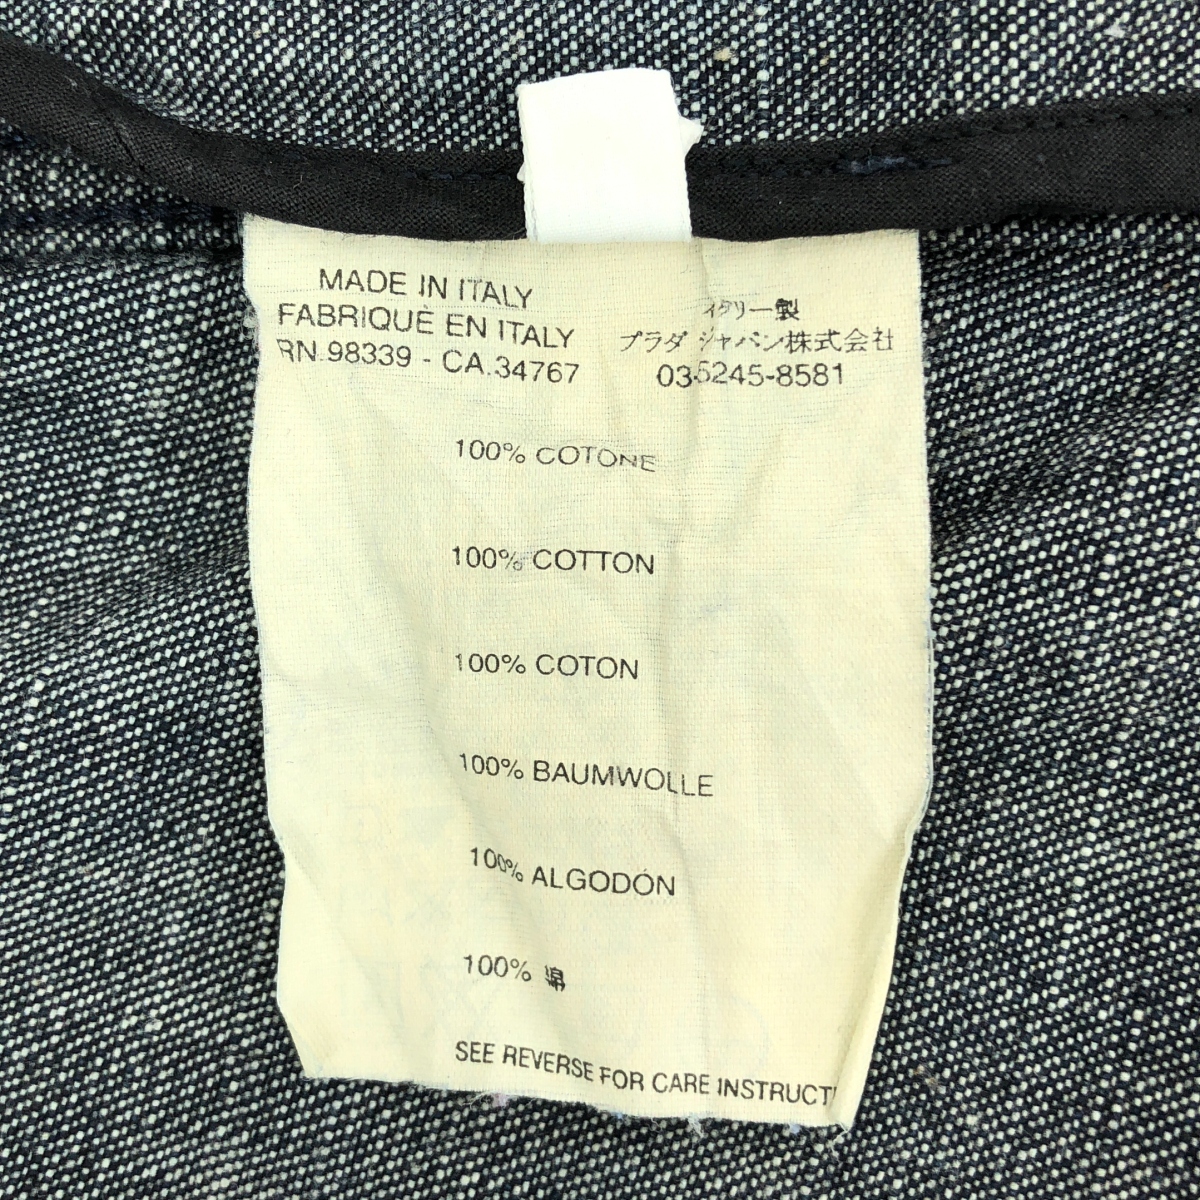 MADE IN ITALY
FABRIQUÈ EN ITALY
RN.98339 - CA.34767
イタリー製
プラダ ジャパン株式会社
03-5245-8581
100% COTONE
100% COTTON
100% COTON
100% BAUMWOLLE
100% ALGODÓN
100% 綿
SEE REVERSE FOR CARE INSTRUCTI